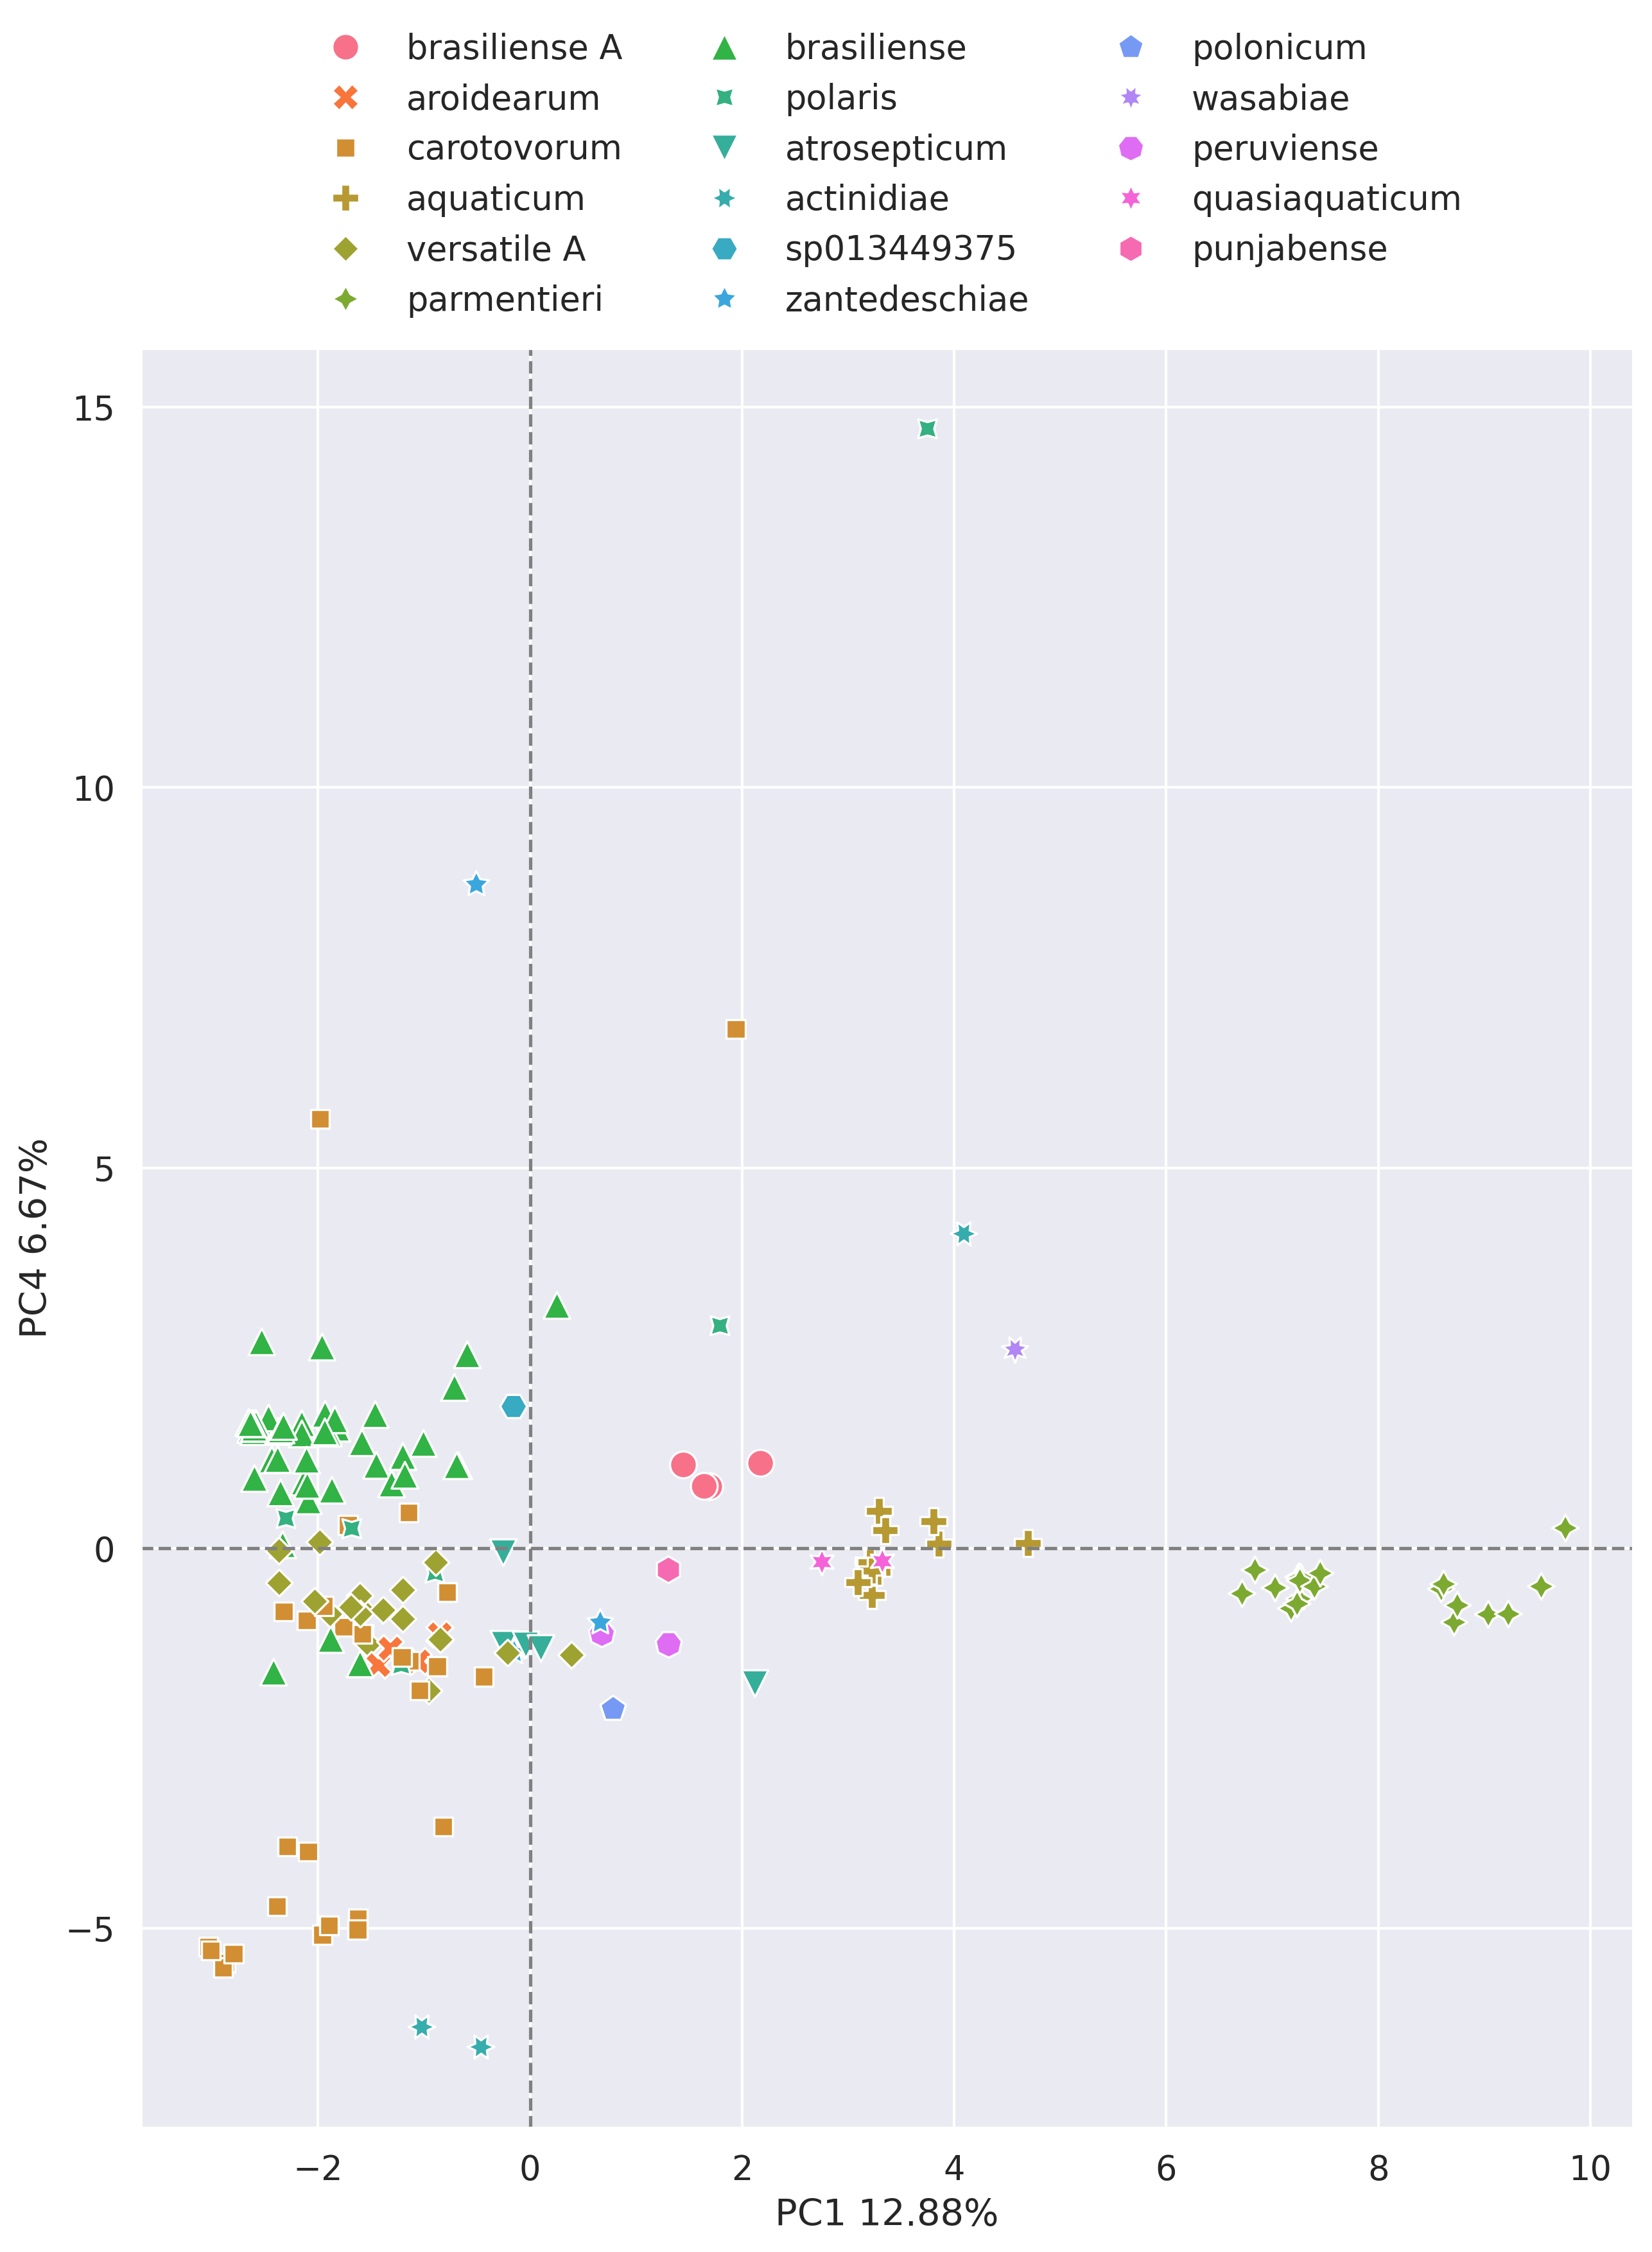 brasiliense A
aroidearum
carotovorum
aquaticum
versatile A
parmentieri
brasiliense
polaris
atrosepticum
actinidiae
sp013449375
zantedeschiae
polonicum
wasabiae
peruviense
quasiaquaticum
punjabense
15
10
5
0
−5
PC4 6.67%
−2 0 2 4 6 8 10
PC1 12.88%